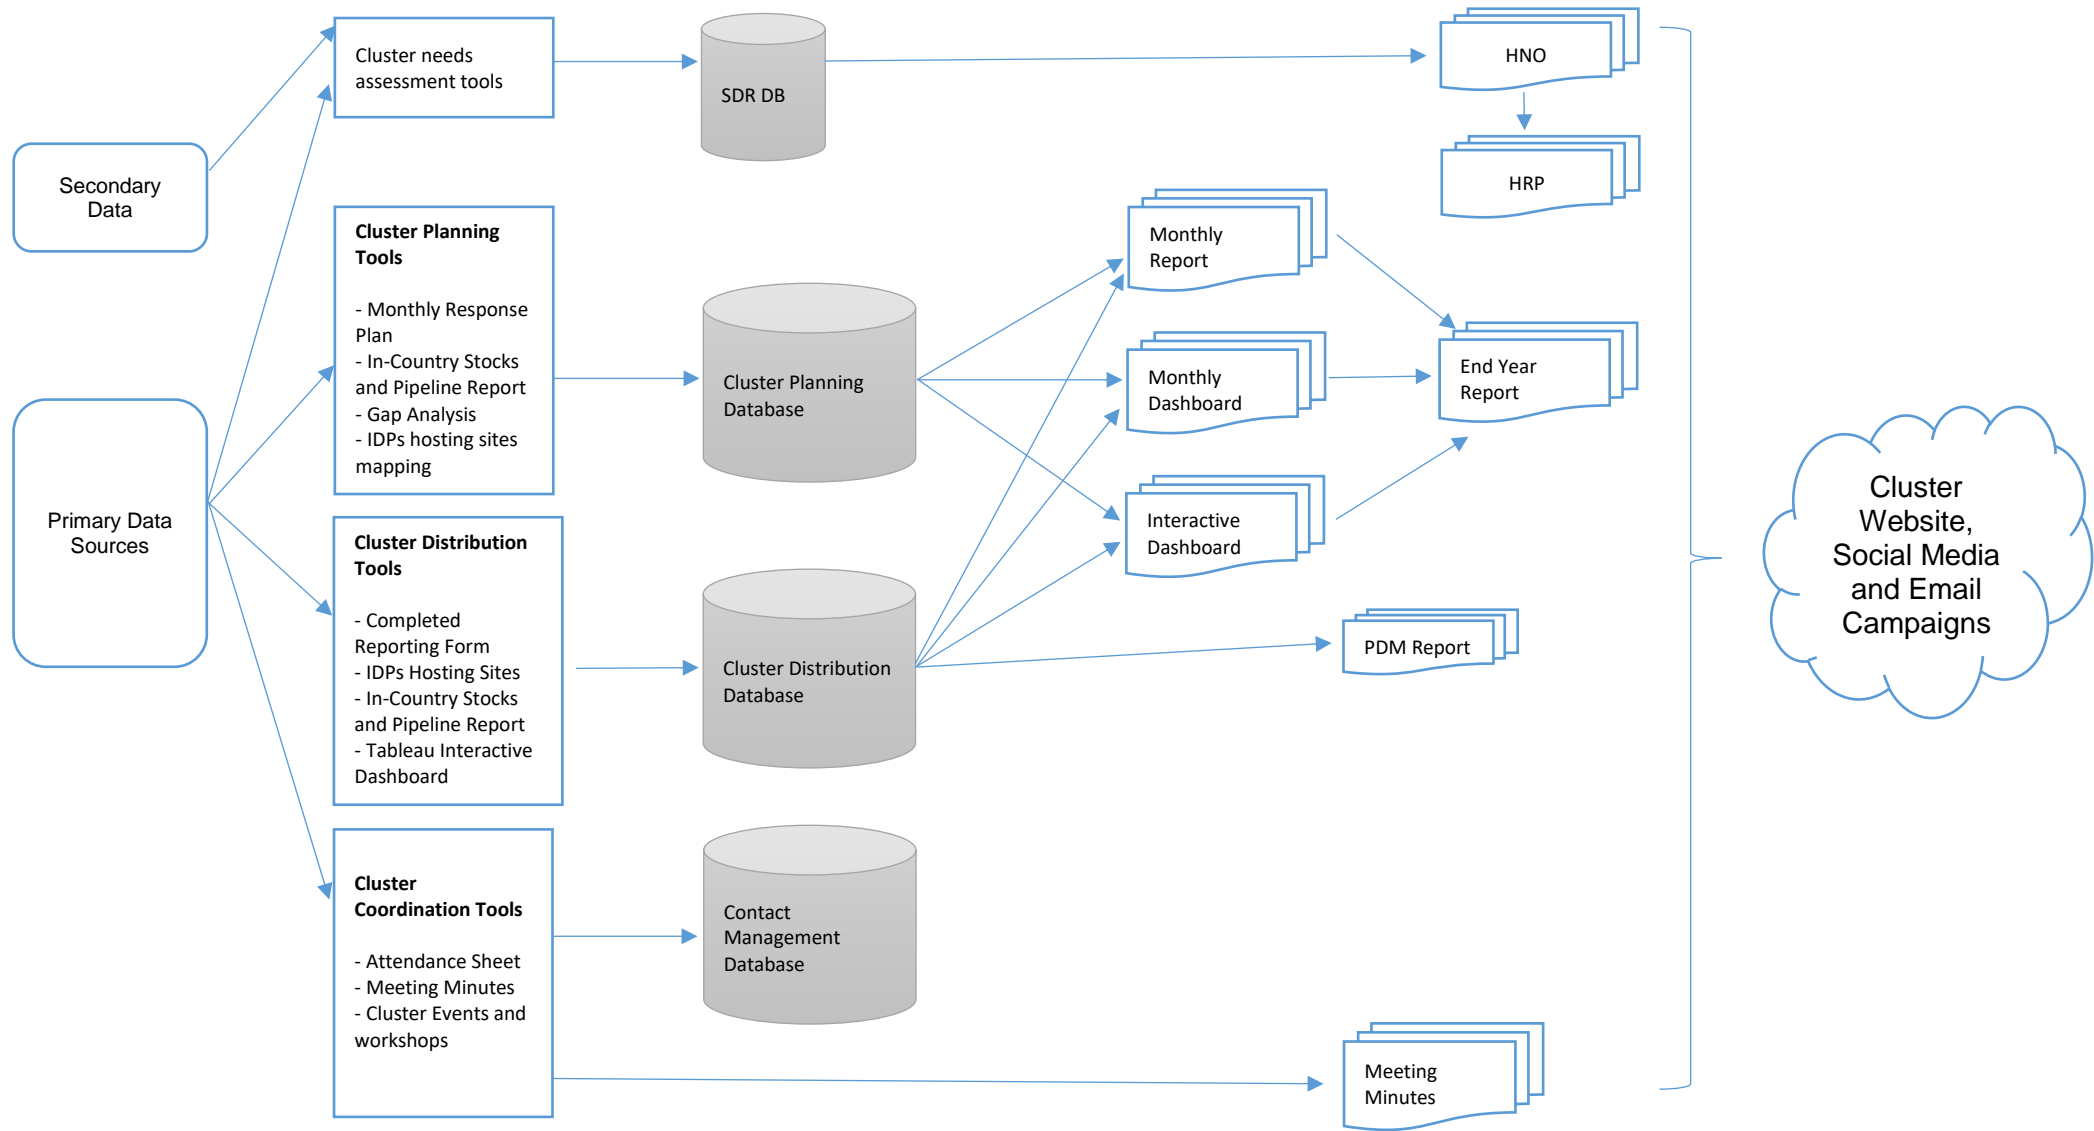 Secondary
Data
Primary Data
Sources
Cluster needs
assessment tools
Cluster Planning
Tools
- Monthly Response
Plan
- In-Country Stocks
and Pipeline Report
- Gap Analysis
- IDPs hosting sites
mapping
Cluster Distribution
Tools
- Completed
Reporting Form
- IDPs Hosting Sites
- In-Country Stocks
and Pipeline Report
- Tableau Interactive
Dashboard
Cluster
Coordination Tools
- Attendance Sheet
- Meeting Minutes
- Cluster Events and
workshops
SDR DB
Cluster Planning
Database
Cluster Distribution
Database
Contact
Management
Database
Monthly
Report
Monthly
Dashboard
Interactive
Dashboard
HNO
HRP
End Year
Report
PDM Report
Meeting
Minutes
Cluster
Website,
Social Media
and Email
Campaigns